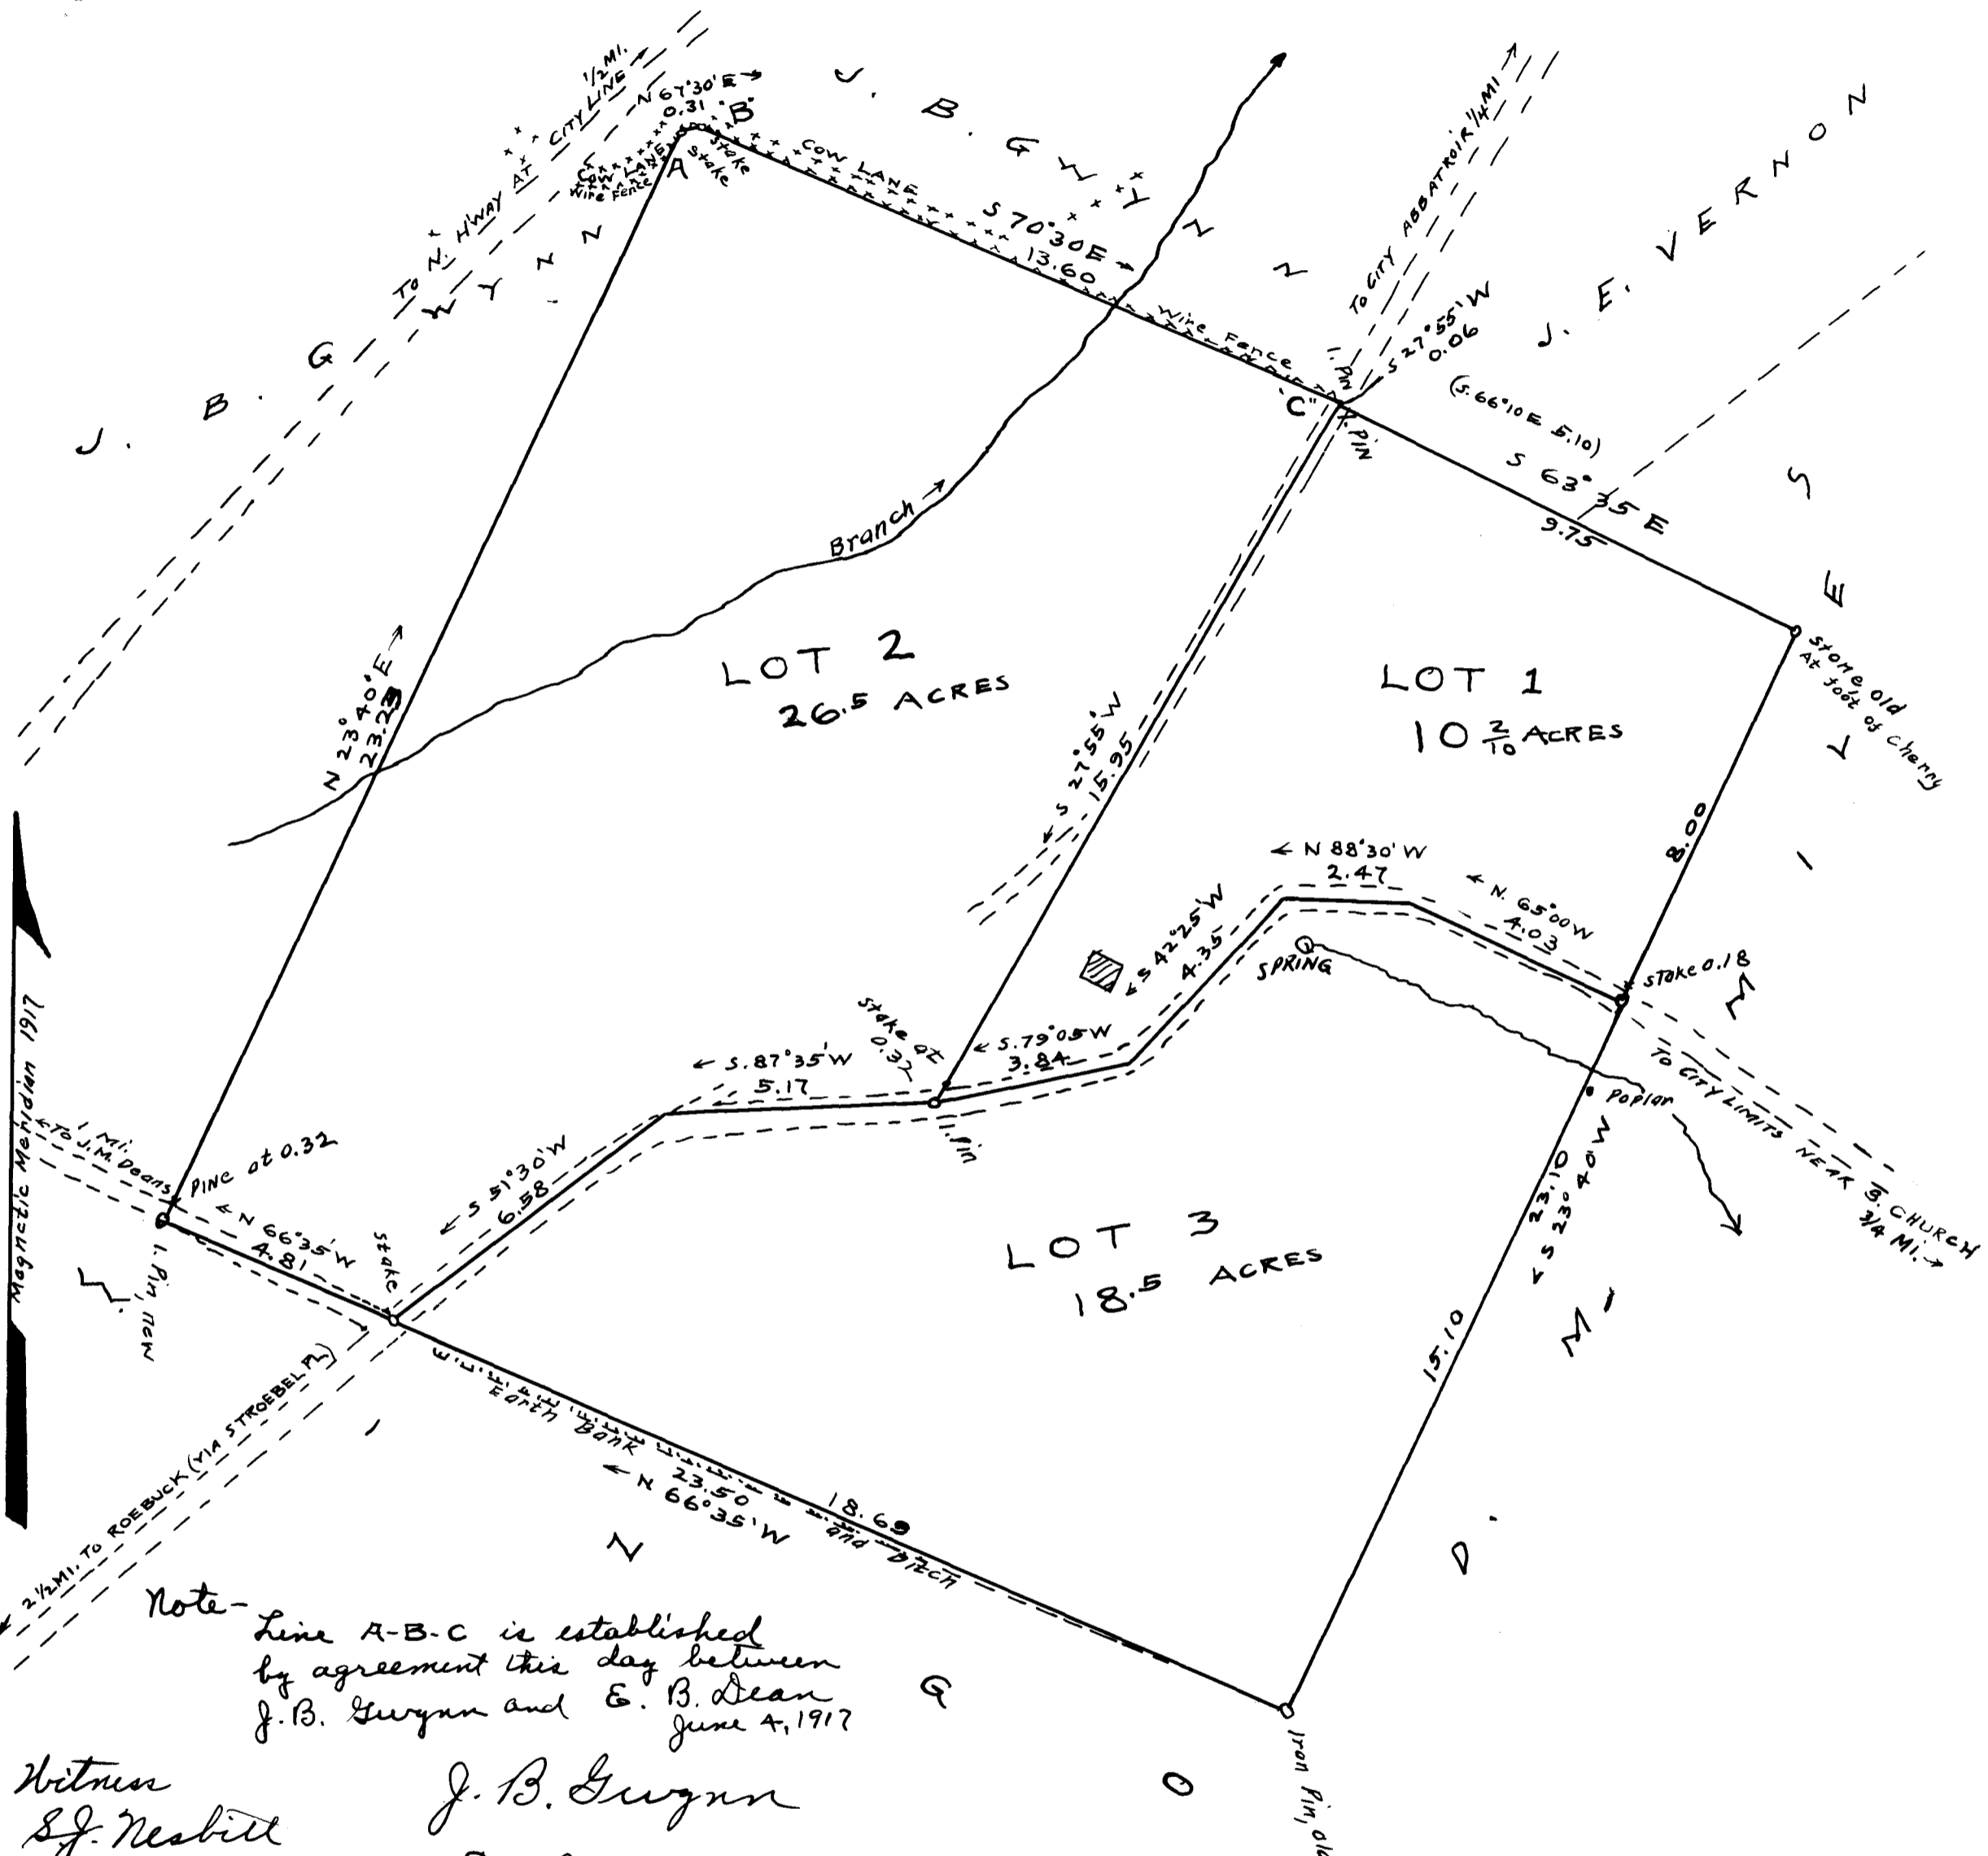 TO N. H'WAY AT CITY LINE
1/2 MI.
N 67°30' E
0.31 "B"
COW LANE
Wire Fence
A
Stake
Stake
J. B. GWYNN
J. B. GWYNN
COW LANE
S 70°30 E
13.60
Wire Fence
TO CITY ABBATROIR 1/4 MI
J. E. VERNON
S 27°55' W
0.06
I. PIN
"C"
I. PIN
(S. 66°10 E 5.10)
S 63°35 E
9.75
Stone old
At foot of cherry
Branch
N 23°40' E
LOT 2
26.5 ACRES
LOT 1
10 2/10 ACRES
S 27°55' W
15.95
8.00
N 88°30' W
2.47
N. 65°00 W
4.03
S 42°25' W
4.35
SPRING
Stake 0.18
Stake at
0.32
S. 79°05 W
3.84
S. 87°35' W
5.17
I. Pin
Poplar
TO CITY LIMITS NEAR B. CHURCH
3/4 MI.
Magnetic Meridian 1917
1 Mi.
To J.M. Deans
PINE at 0.32
N 66°35' W
4.81
Stake
S 51°30' W
6.58
I. Pin, new
LOT 3
18.5 ACRES
23.10
S 23°40 W
15.10
2 1/2 MI. TO ROEBUCK (VIA STROEBEL PL)
Earth Bank and Ditch
23.50
N 66°35' W
18.69
Iron Pin, old
Note-
Line A-B-C is established
by agreement this day between
J. B. Gwynn and E. B. Dean
June 4, 1917
Witness
S.J. Nesbitt
J. B. Gwynn